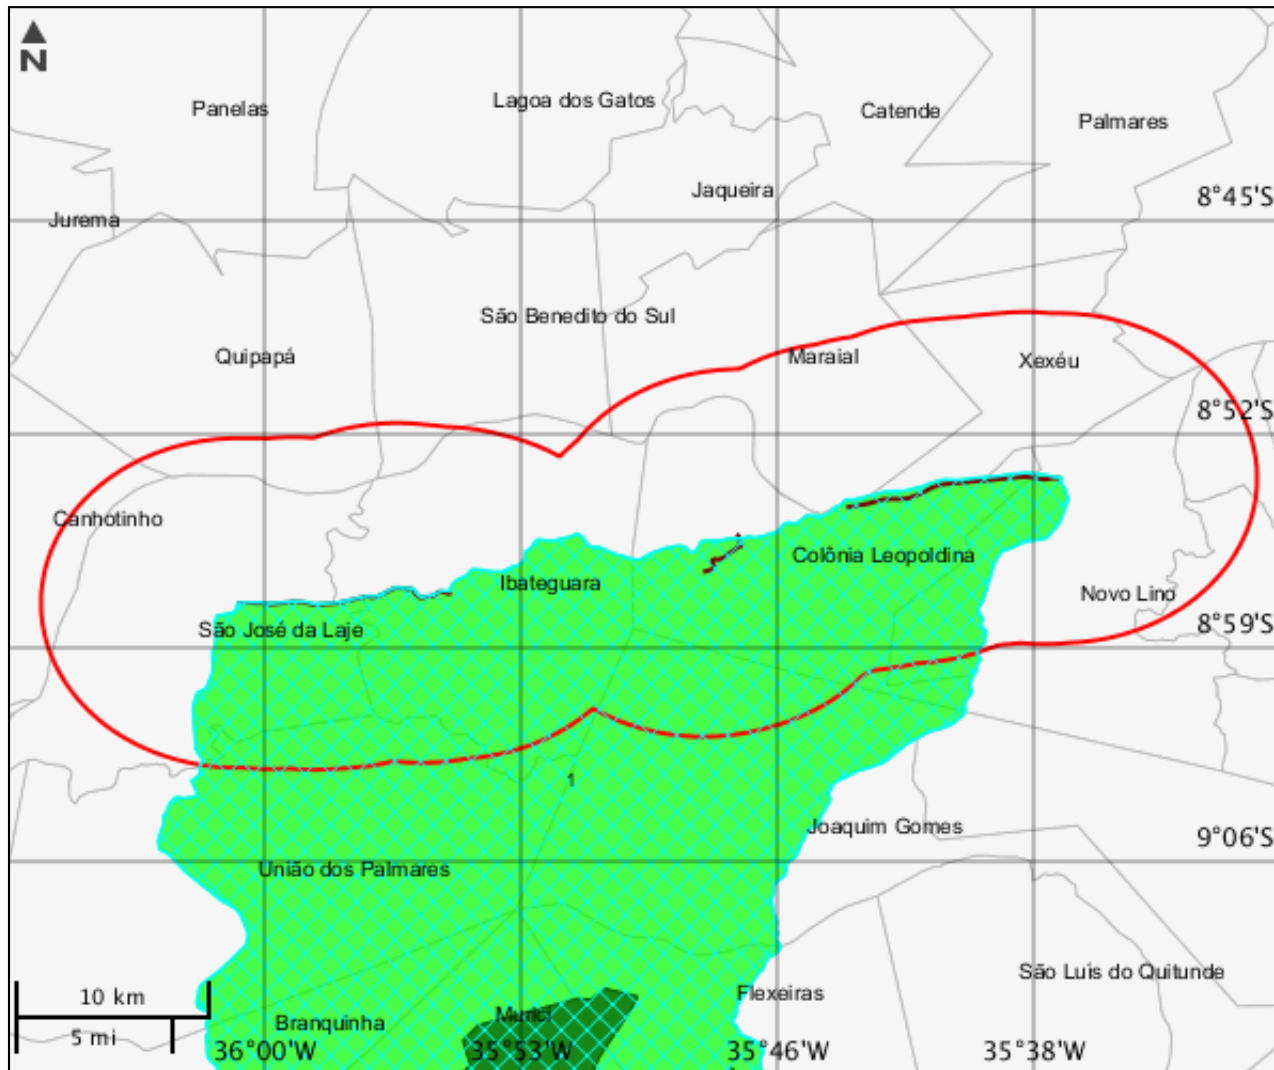 N
Panelas
Lagoa dos Gatos
Catende
Palmares
Jaqueira
8°45'S
Jurema
São Benedito do Sul
Quipapá
Maraial
Xexéu
8°52'S
Canhotinho
Colônia Leopoldina
Ibateguara
Novo Lino
8°59'S
São José da Laje
1
Joaquim Gomes
9°06'S
União dos Palmares
São Luis do Quitunde
Flexeiras
10 km
Murici
Branquinha
5 mi
36°00'W
35°53'W
35°46'W
35°38'W